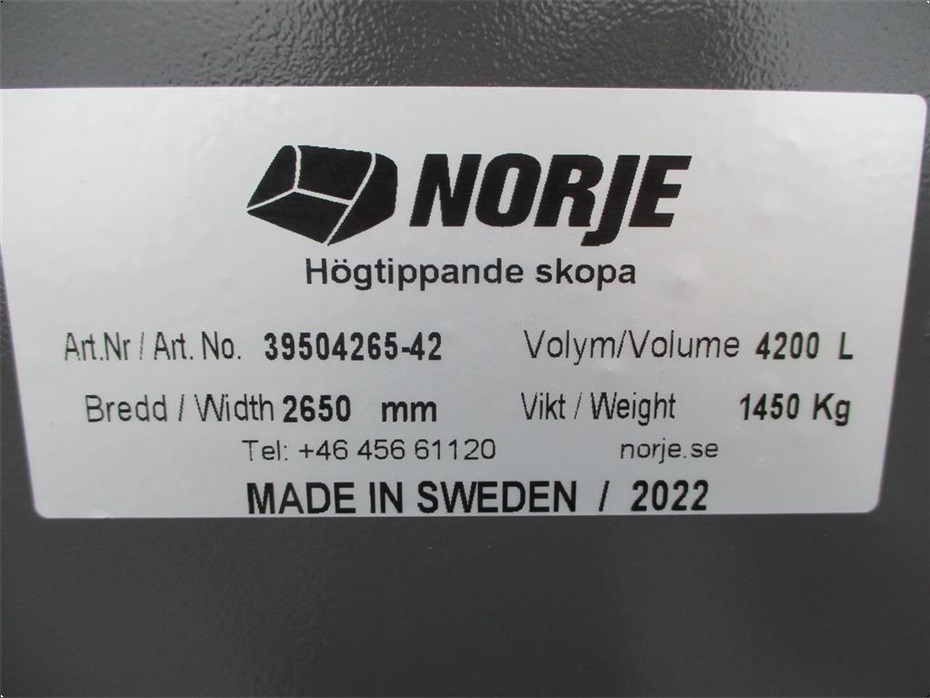 NORJE
Högtippande skopa
Art.Nr / Art. No. 39504265-42 Volym/Volume 4200 L
Bredd / Width 2650 mm Vikt / Weight 1450 Kg
Tel: +46 456 61120 norje.se
MADE IN SWEDEN / 2022